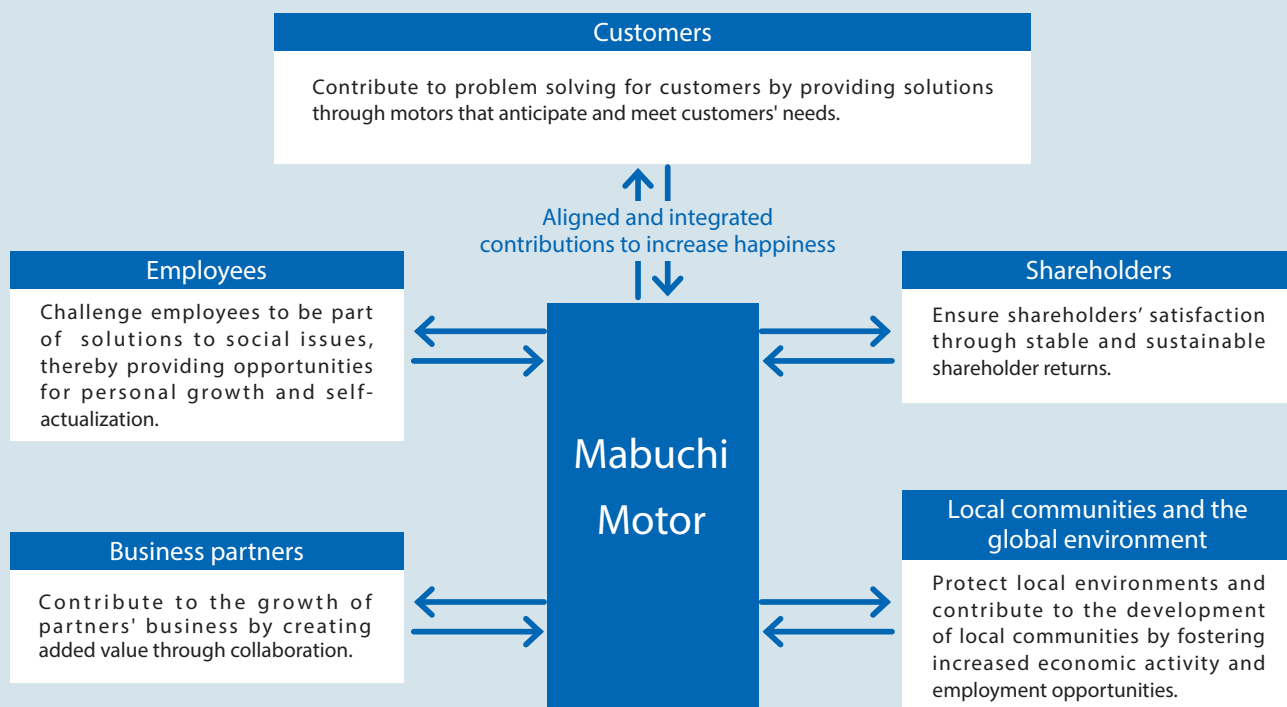 Customers
Contribute to problem solving for customers by providing solutions
through motors that anticipate and meet customers' needs.
Aligned and integrated
contributions to increase happiness
Employees
Challenge employees to be part
of solutions to social issues,
thereby providing opportunities
for personal growth and self-
actualization.
Shareholders
Ensure shareholders’ satisfaction
through stable and sustainable
shareholder returns.
Mabuchi
Motor
Business partners
Contribute to the growth of
partners' business by creating
added value through collaboration.
Local communities and the
global environment
Protect local environments and
contribute to the development
of local communities by fostering
increased economic activity and
employment opportunities.